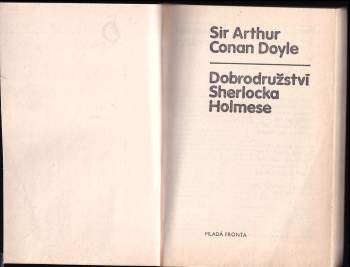 Sir Arthur
Conan Doyle
Dobrodružství
Sherlocka
Holmese
MLADÁ FRONTA